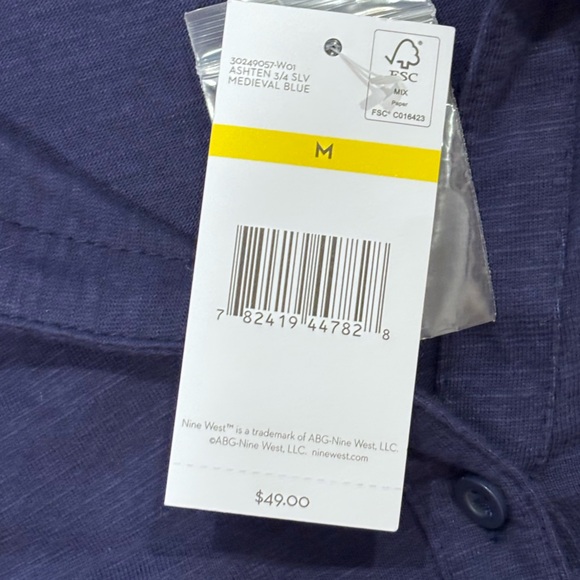 30249057-W01
ASHTEN 3/4 SLV
MEDIEVAL BLUE
FSC
MIX
Paper
FSC® C016423
M
7 82419 44782 8
Nine West™ is a trademark of ABG-Nine West, LLC.
©ABG-Nine West, LLC. ninewest.com
$49.00